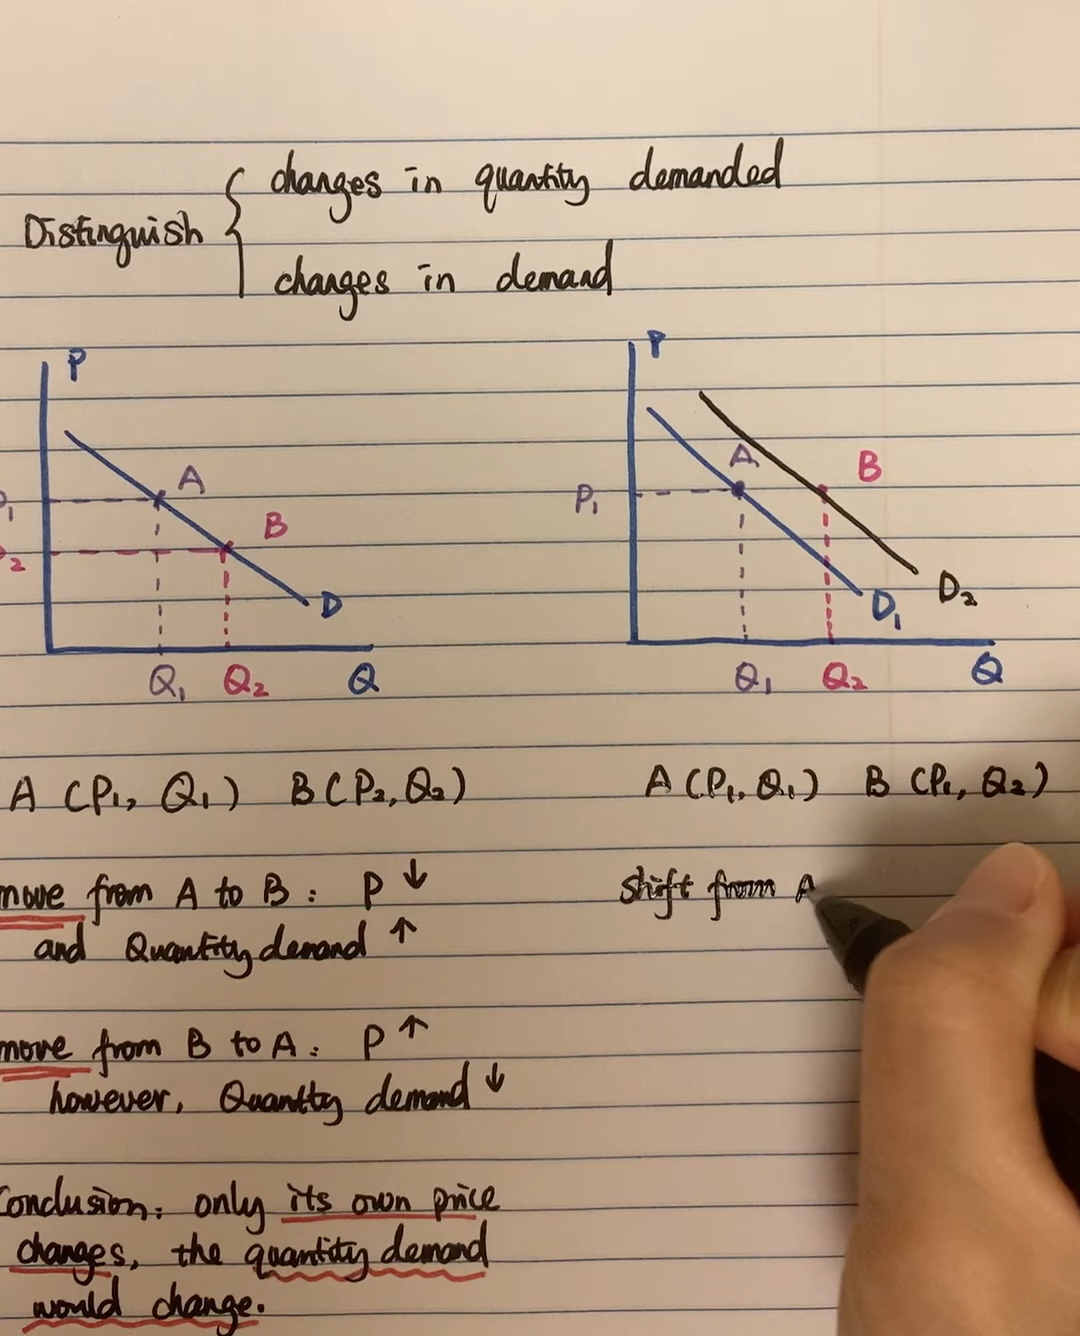 changes in quantity demanded
Distinguish {
changes in demand
P
A
P₁
B
P₂
D
Q₁ Q₂ Q
P
A
B
P₁
D₂
D₁
Q₁ Q₂ Q
A (P₁, Q₁) B (P₂, Q₂)
move from A to B : P ↓
and Quantity demand ↑
move from B to A : P ↑
however, Quantity demand ↓
Conclusion: only its own price
changes, the quantity demand
would change.
A (P₁, Q₁) B (P₁, Q₂)
shift from A